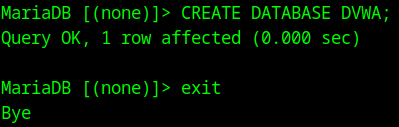 MariaDB [(none)]> CREATE DATABASE DVWA;
Query OK, 1 row affected (0.000 sec)
MariaDB [(none)]> exit
Bye